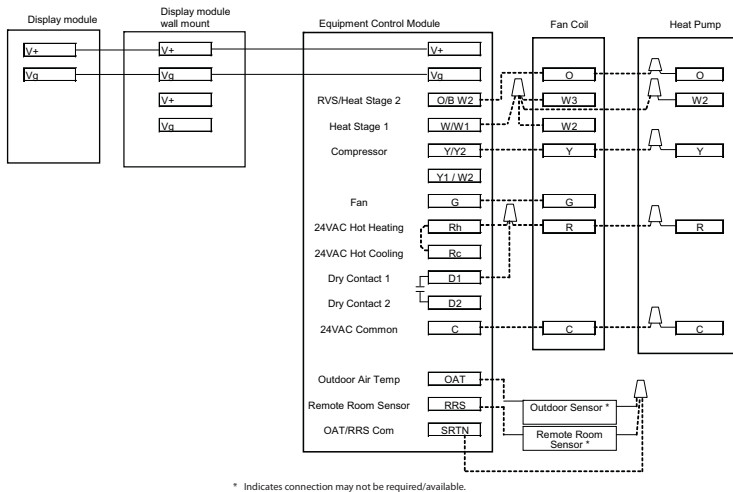 Display module
Display module
wall mount
Equipment Control Module
Fan Coil
Heat Pump
V+
V+
V+
Vg
Vg
Vg
O
O
V+
RVS/Heat Stage 2
O/B W2
W3
W2
Vg
Heat Stage 1
W/W1
W2
Compressor
Y/Y2
Y
Y
Y1 / W2
Fan
G
G
24VAC Hot Heating
Rh
R
R
24VAC Hot Cooling
Rc
Dry Contact 1
D1
Dry Contact 2
D2
24VAC Common
C
C
C
Outdoor Air Temp
OAT
Remote Room Sensor
RRS
Outdoor Sensor *
OAT/RRS Com
SRTN
Remote Room
Sensor *
* Indicates connection may not be required/available.